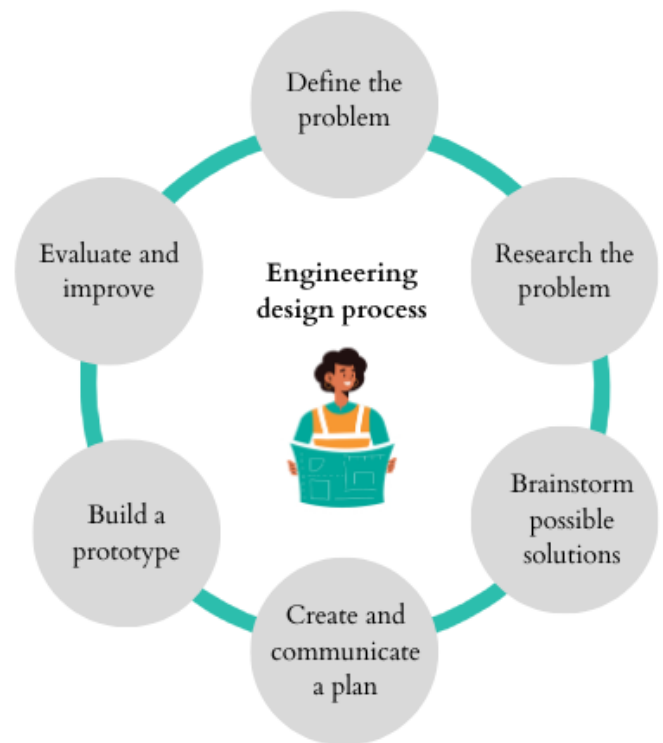 Define the
problem
Research the
problem
Brainstorm
possible
solutions
Create and
communicate
a plan
Build a
prototype
Evaluate and
improve
Engineering
design process